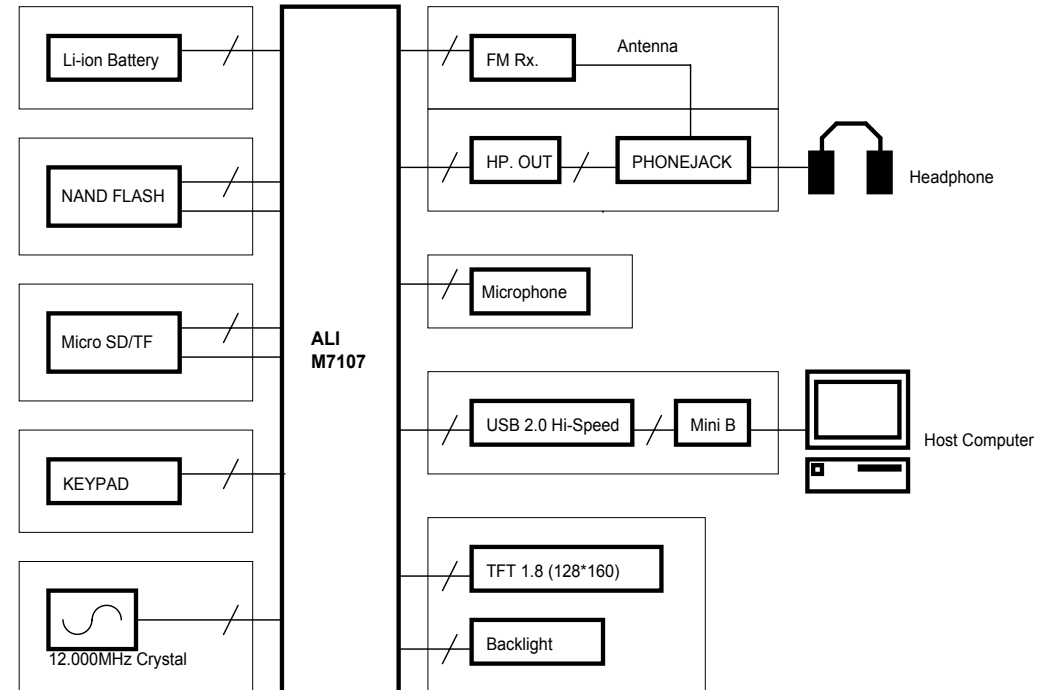 Li-ion Battery
NAND FLASH
Micro SD/TF
KEYPAD
12.000MHz Crystal
ALI
M7107
FM Rx.
Antenna
HP. OUT
PHONEJACK
Headphone
Microphone
USB 2.0 Hi-Speed
Mini B
Host Computer
TFT 1.8 (128*160)
Backlight